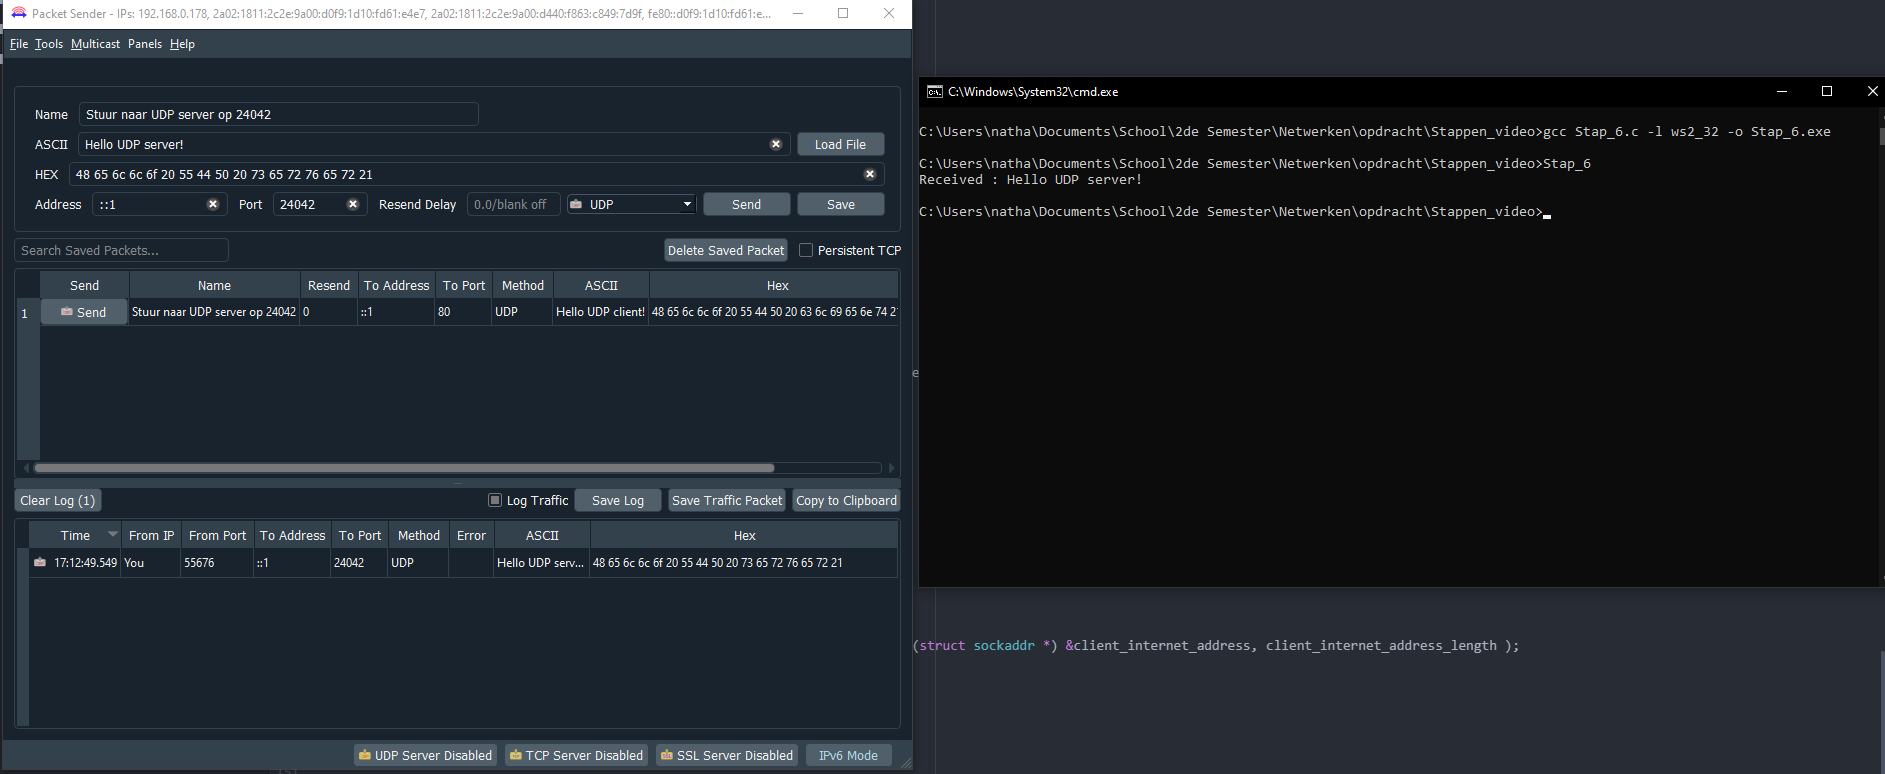 Packet Sender - IPs: 192.168.0.178, 2a02:1811:2c2e:9a00:d0f9:1d10:fd61:e4e7, 2a02:1811:2c2e:9a00:d440:f863:c849:7d9f, fe80::d0f9:1d10:fd61:e...
File Tools Multicast Panels Help
Name Stuur naar UDP server op 24042
ASCII Hello UDP server! Load File
HEX 48 65 6c 6c 6f 20 55 44 50 20 73 65 72 76 65 72 21
Address ::1 Port 24042 Resend Delay 0.0/blank off UDP Send Save
Search Saved Packets... Delete Saved Packet Persistent TCP
Send Name Resend To Address To Port Method ASCII Hex
1 Send Stuur naar UDP server op 24042 0 ::1 80 UDP Hello UDP client! 48 65 6c 6c 6f 20 55 44 50 20 63 6c 69 65 6e 74 2
Clear Log (1) Log Traffic Save Log Save Traffic Packet Copy to Clipboard
Time From IP From Port To Address To Port Method Error ASCII Hex
17:12:49.549 You 55676 ::1 24042 UDP Hello UDP serv... 48 65 6c 6c 6f 20 55 44 50 20 73 65 72 76 65 72 21
UDP Server Disabled TCP Server Disabled SSL Server Disabled IPv6 Mode
C:\Windows\System32\cmd.exe
C:\Users\natha\Documents\School\2de Semester\Netwerken\opdracht\Stappen_video>gcc Stap_6.c -l ws2_32 -o Stap_6.exe
C:\Users\natha\Documents\School\2de Semester\Netwerken\opdracht\Stappen_video>Stap_6
Received : Hello UDP server!
C:\Users\natha\Documents\School\2de Semester\Netwerken\opdracht\Stappen_video>
e
(struct sockaddr *) &client_internet_address, client_internet_address_length );